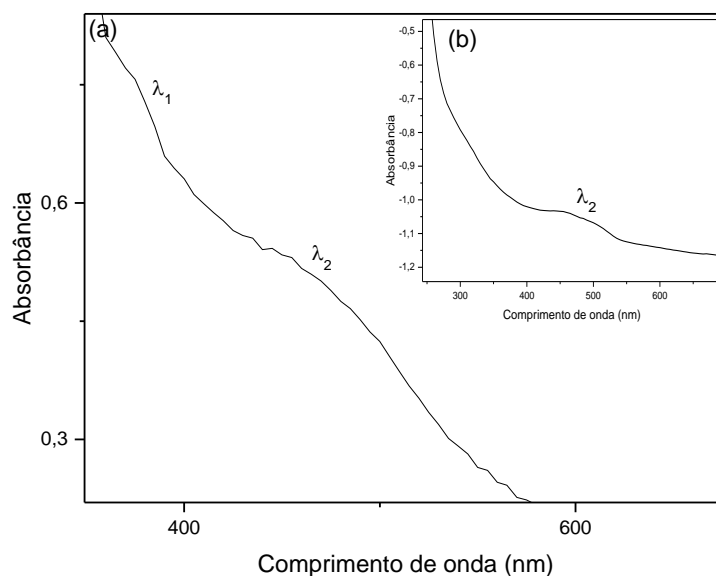 (a)
λ₁
λ₂
0,6
0,3
Absorbância
400
600
Comprimento de onda (nm)
(b)
λ₂
-0,5
-0,6
-0,7
-0,8
-0,9
-1,0
-1,1
-1,2
Absorbância
300
400
500
600
Comprimento de onda (nm)